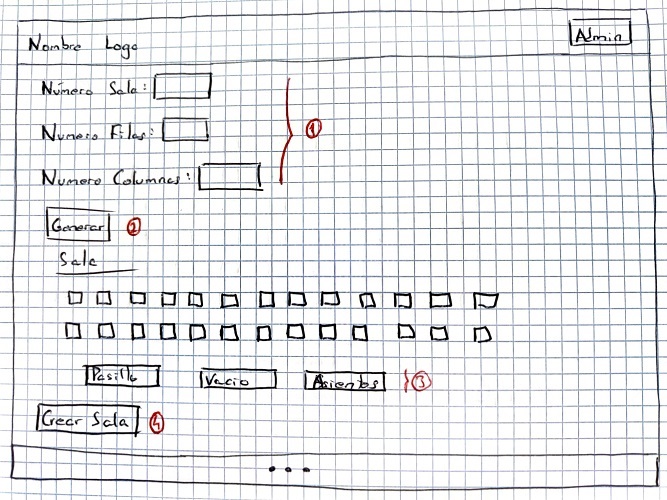 Nombre Logo Admin
Número Sala:
Numero Filas: 1
Numero Columnas:
Generar 2
Sala
Pasillo Vacio Asientos 3
Crear Sala 4
...